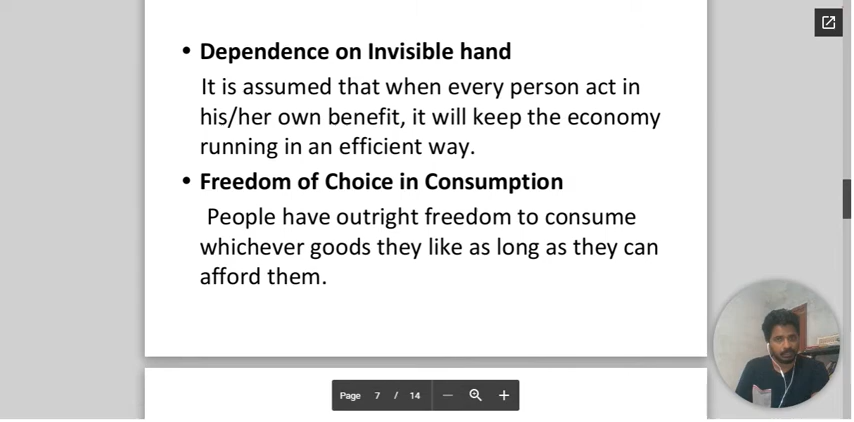 • Dependence on Invisible hand
It is assumed that when every person act in
his/her own benefit, it will keep the economy
running in an efficient way.
• Freedom of Choice in Consumption
People have outright freedom to consume
whichever goods they like as long as they can
afford them.
Page 7 / 14